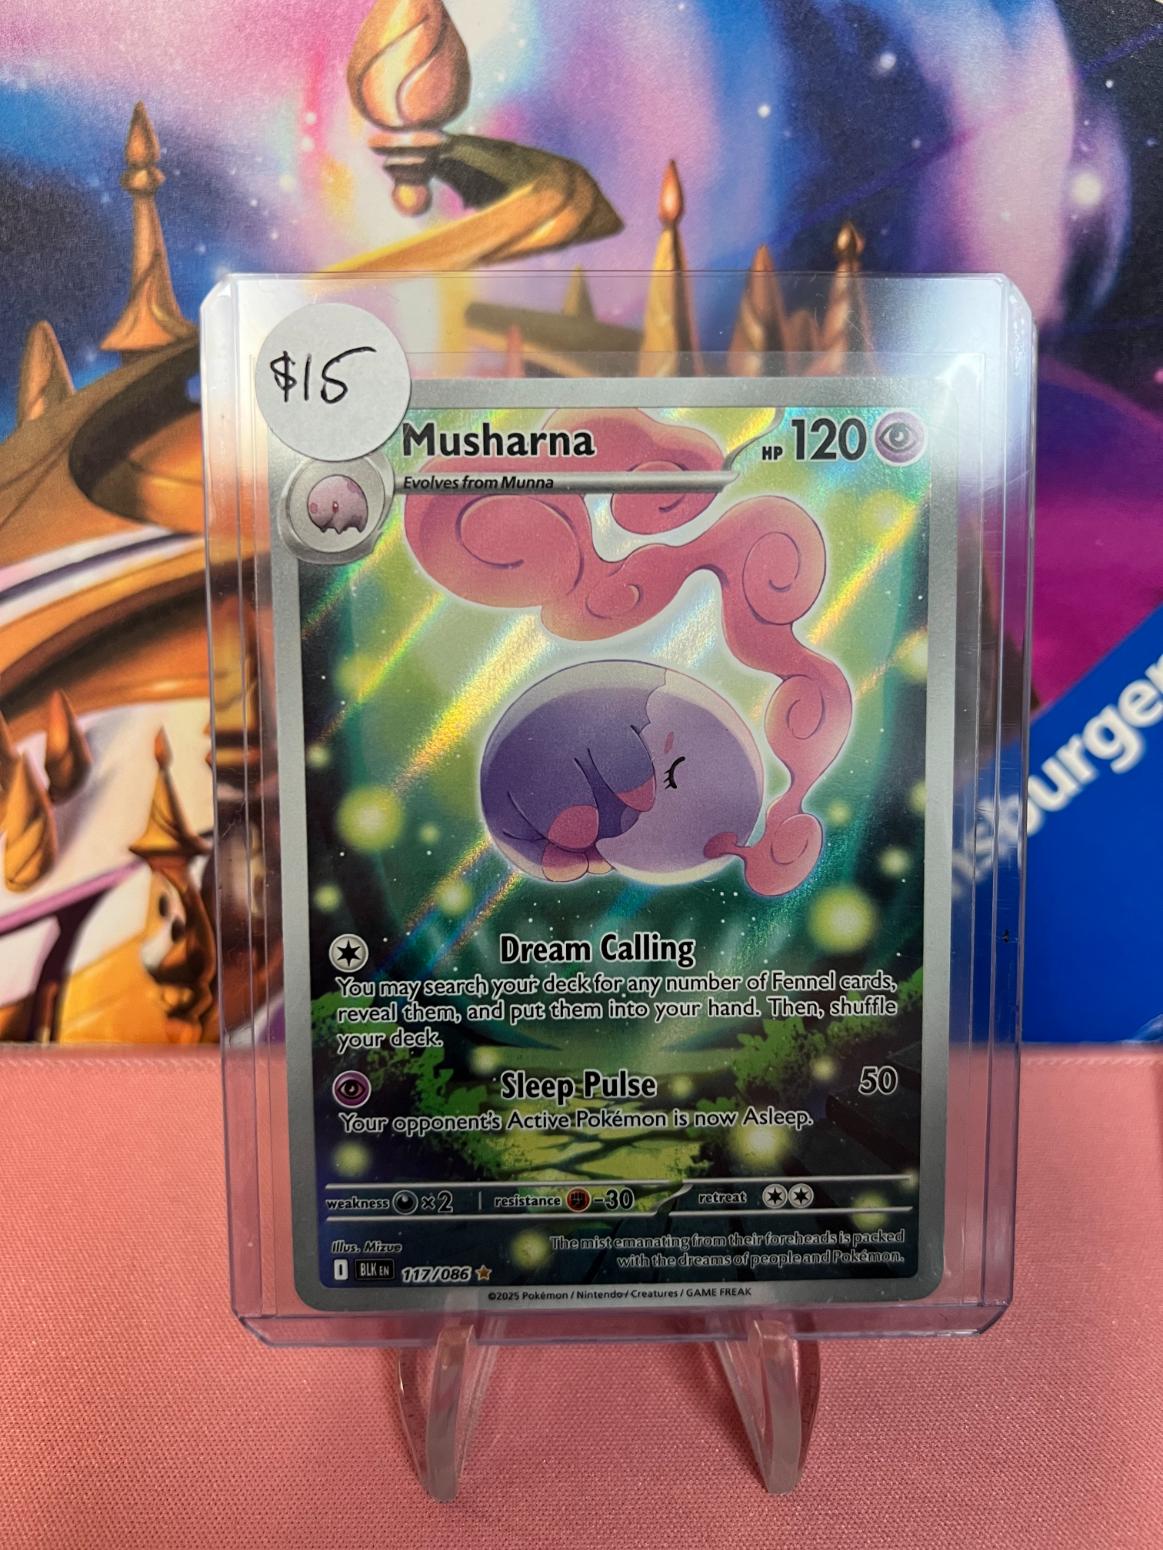 $15
Musharna
HP 120
Evolves from Munna
Dream Calling
You may search your deck for any number of Fennel cards,
reveal them, and put them into your hand. Then, shuffle
your deck.
Sleep Pulse 50
Your opponent's Active Pokémon is now Asleep.
weakness ×2 resistance -30 retreat
Illus. Mizue
The mist emanating from their foreheads is packed
with the dreams of people and Pokémon.
I BLK EN 117/086
©2025 Pokémon / Nintendo / Creatures / GAME FREAK